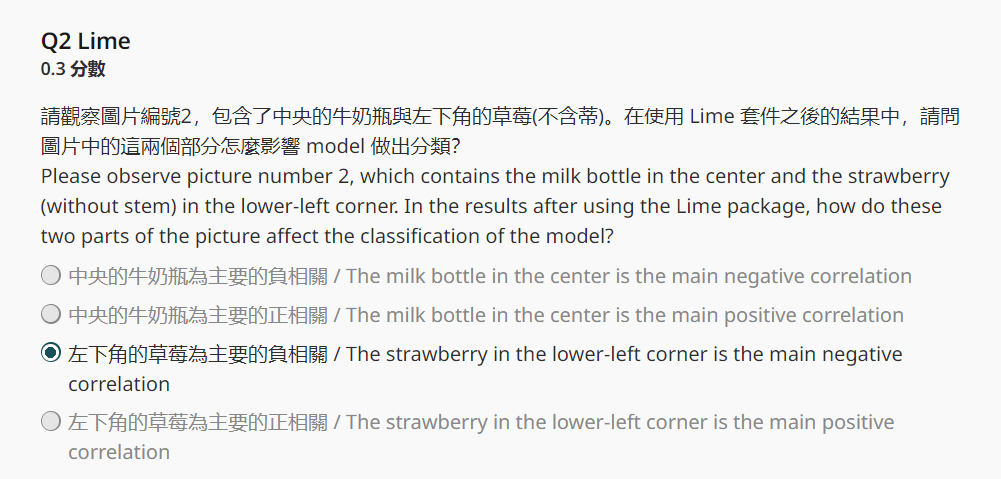 Q2 Lime
0.3 分數
請觀察圖片編號2，包含了中央的牛奶瓶與左下角的草莓(不含蒂)。在使用 Lime 套件之後的結果中，請問
圖片中的這兩個部分怎麼影響 model 做出分類?
Please observe picture number 2, which contains the milk bottle in the center and the strawberry
(without stem) in the lower-left corner. In the results after using the Lime package, how do these
two parts of the picture affect the classification of the model?
中央的牛奶瓶為主要的負相關 / The milk bottle in the center is the main negative correlation
中央的牛奶瓶為主要的正相關 / The milk bottle in the center is the main positive correlation
左下角的草莓為主要的負相關 / The strawberry in the lower-left corner is the main negative
correlation
左下角的草莓為主要的正相關 / The strawberry in the lower-left corner is the main positive
correlation